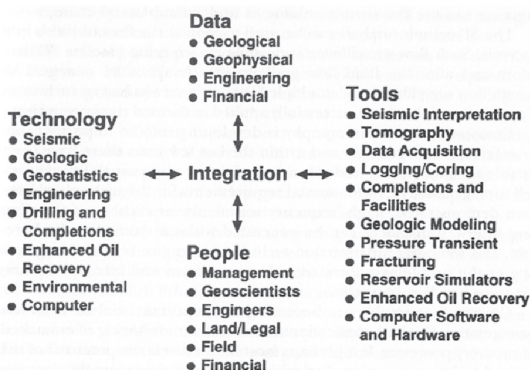 Data
● Geological
● Geophysical
● Engineering
● Financial
Technology
● Seismic
● Geologic
● Geostatistics
● Engineering
● Drilling and
Completions
● Enhanced Oil
Recovery
● Environmental
● Computer
Integration
Tools
● Seismic Interpretation
● Tomography
● Data Acquisition
● Logging/Coring
● Completions and
Facilities
● Geologic Modeling
● Pressure Transient
● Fracturing
● Reservoir Simulators
● Enhanced Oil Recovery
● Computer Software
and Hardware
People
● Management
● Geoscientists
● Engineers
● Land/Legal
● Field
● Financial